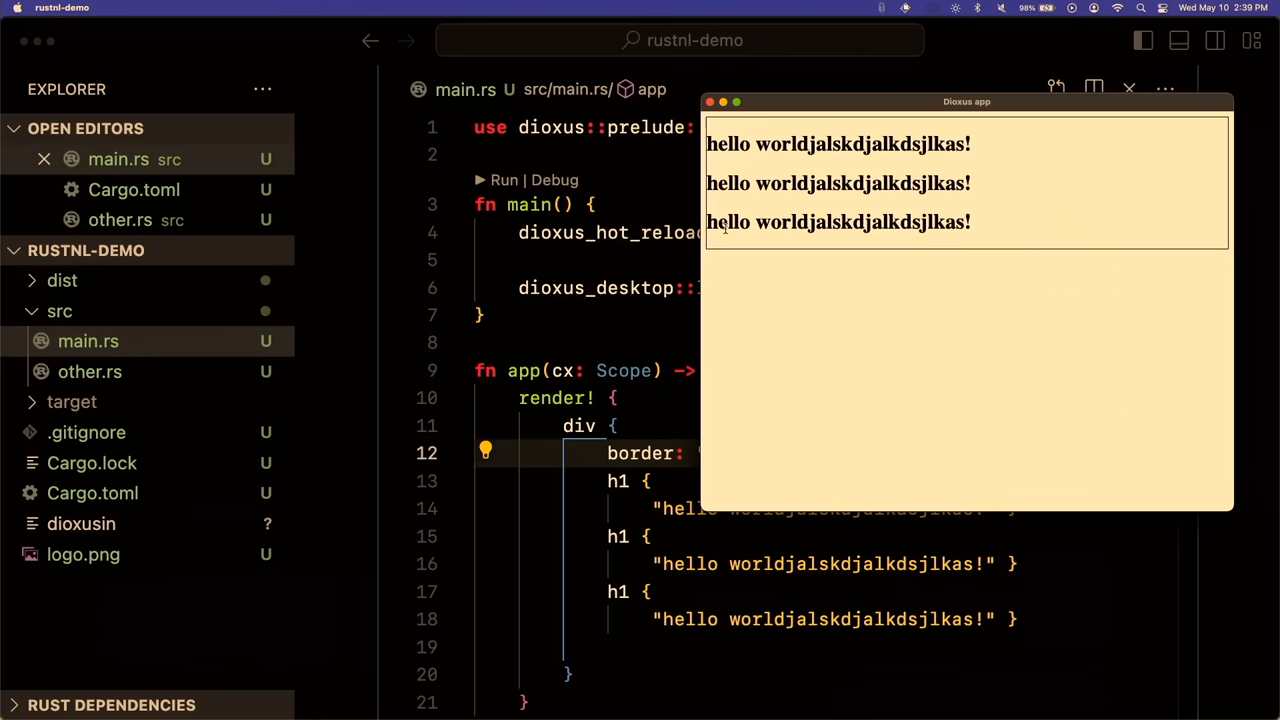 rustnl-demo
98%
Wed May 10 2:39 PM
rustnl-demo
EXPLORER
OPEN EDITORS
main.rs src U
Cargo.toml U
other.rs src U
RUSTNL-DEMO
dist
src
main.rs U
other.rs U
target
.gitignore U
Cargo.lock U
Cargo.toml U
dioxusin ?
logo.png U
RUST DEPENDENCIES
main.rs U src/main.rs/ app
1 use dioxus::prelude:
2
Run | Debug
3 fn main() {
4 dioxus_hot_reload
5
6 dioxus_desktop::
7 }
8
9 fn app(cx: Scope) ->
10 render! {
11 div {
12 border: "
13 h1 {
14 "hello worldjalskdjalkdsjlkas!" }
15 h1 {
16 "hello worldjalskdjalkdsjlkas!" }
17 h1 {
18 "hello worldjalskdjalkdsjlkas!" }
19
20 }
21 }
Dioxus app
hello worldjalskdjalkdsjlkas!
hello worldjalskdjalkdsjlkas!
hello worldjalskdjalkdsjlkas!